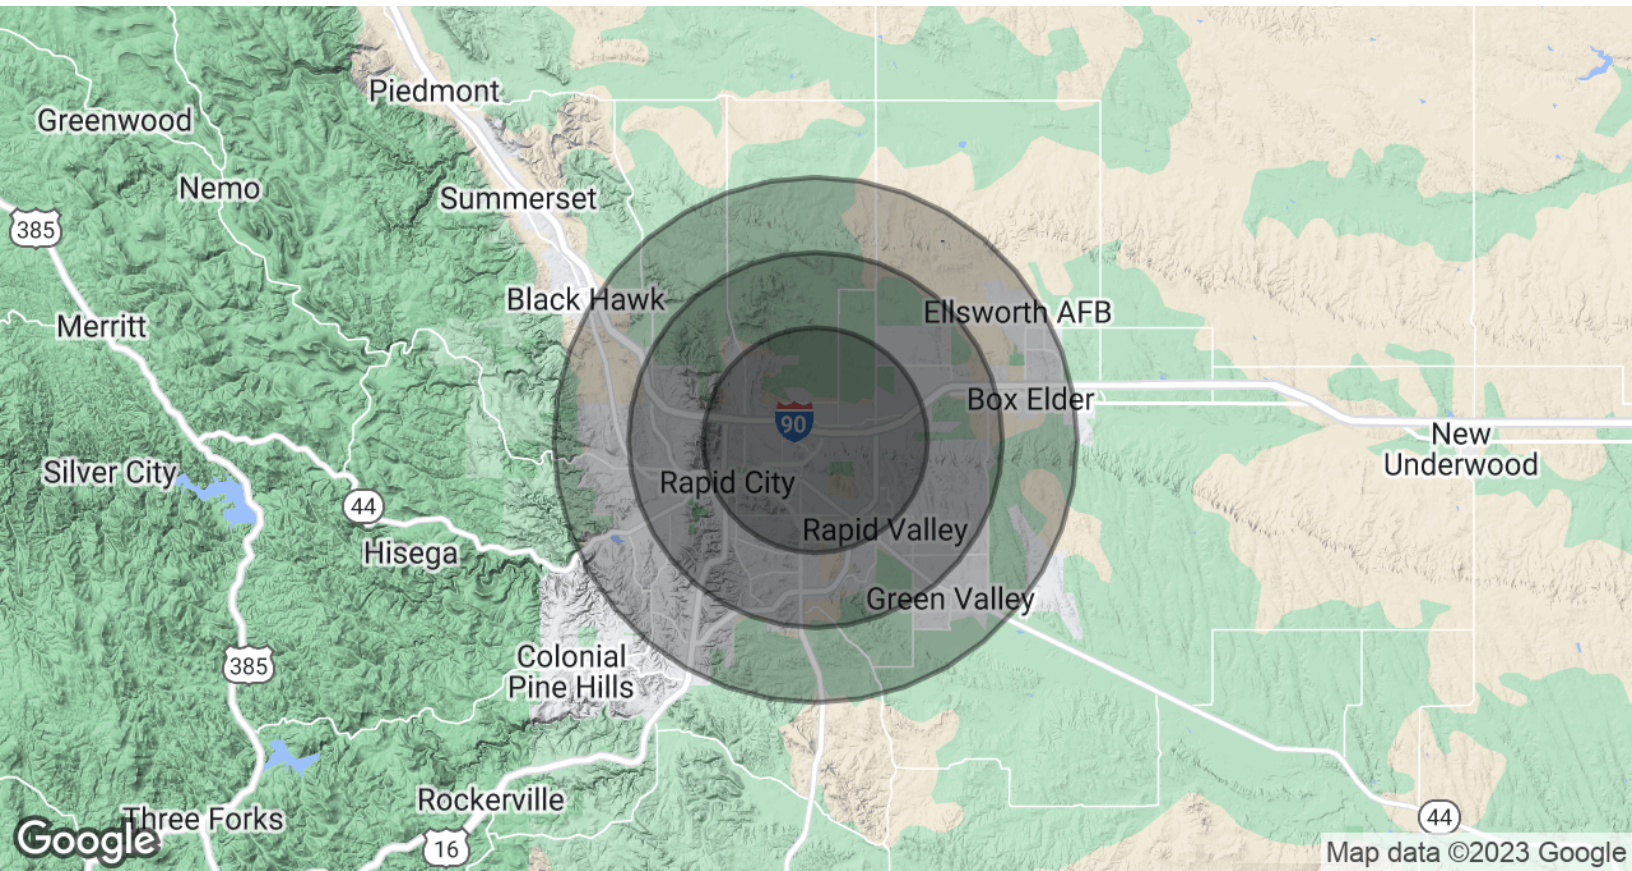 Piedmont
Greenwood
Nemo
Summerset
385
Black Hawk
Ellsworth AFB
Merritt
Box Elder
90
New
Underwood
Silver City
Rapid City
44
Rapid Valley
Hisega
Green Valley
385
Colonial
Pine Hills
Rockerville
Three Forks
44
Google
16
Map data ©2023 Google